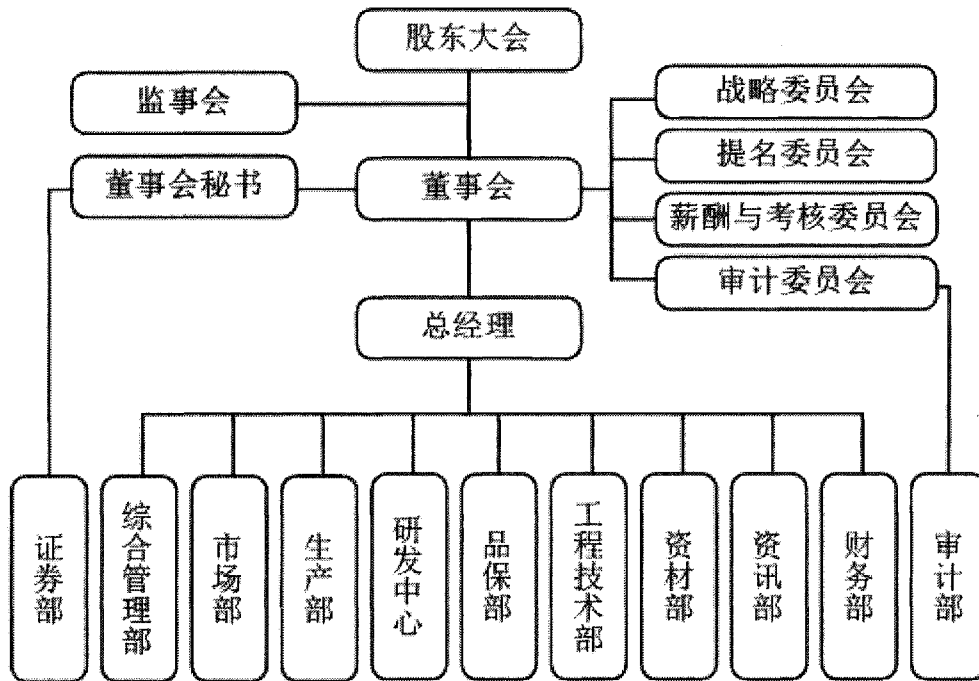 股东大会
监事会
战略委员会
提名委员会
董事会秘书
董事会
薪酬与考核委员会
审计委员会
总经理
证券部
综合管理部
市场部
生产部
研发中心
品保部
工程技术部
资材部
资讯部
财务部
审计部